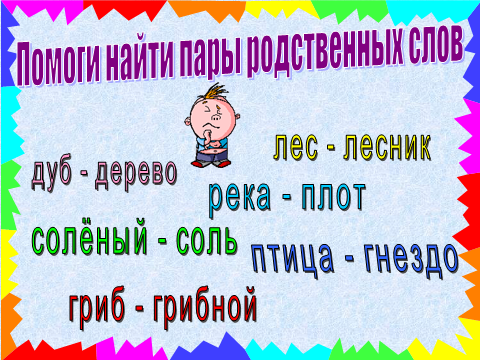 Помоги найти пары родственных слов
лес - лесник
дуб - дерево
река - плот
солёный - соль
птица - гнездо
гриб - грибной